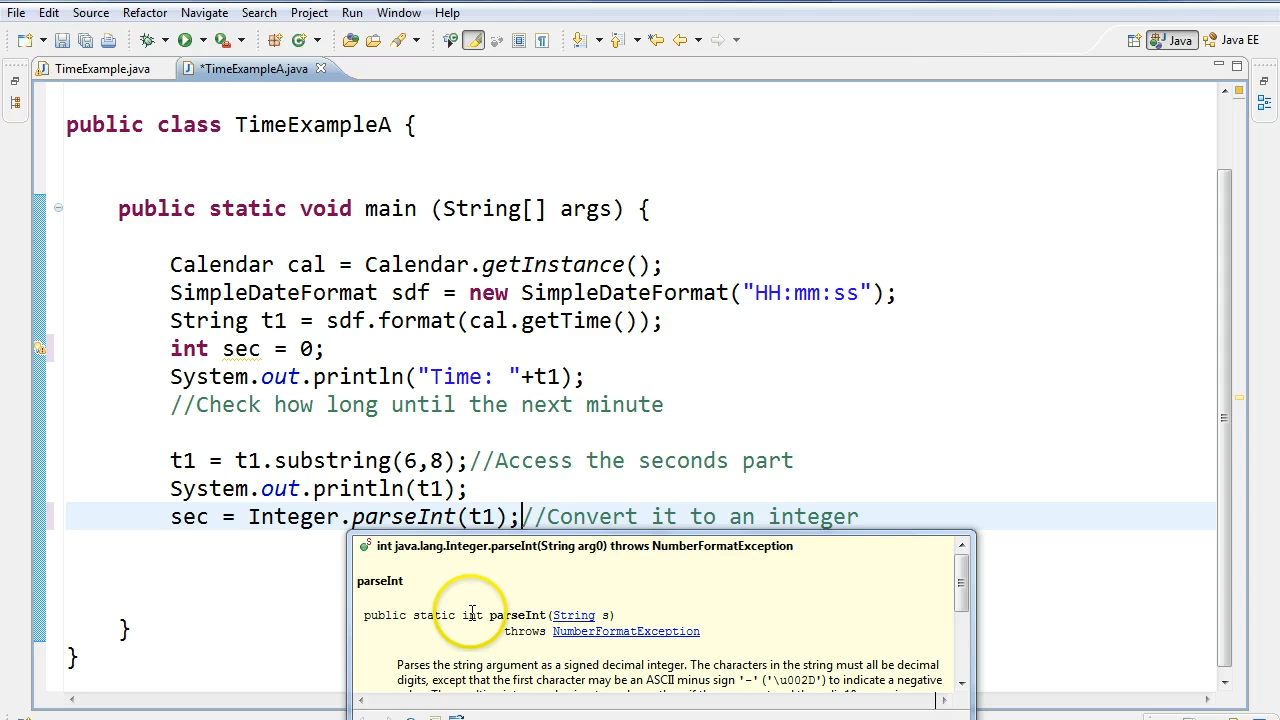 File Edit Source Refactor Navigate Search Project Run Window Help
Java Java EE
TimeExample.java *TimeExampleA.java
public class TimeExampleA {
public static void main (String[] args) {
Calendar cal = Calendar.getInstance();
SimpleDateFormat sdf = new SimpleDateFormat("HH:mm:ss");
String t1 = sdf.format(cal.getTime());
int sec = 0;
System.out.println("Time: "+t1);
//Check how long until the next minute
t1 = t1.substring(6,8);//Access the seconds part
System.out.println(t1);
sec = Integer.parseInt(t1);//Convert it to an integer
int java.lang.Integer.parseInt(String arg0) throws NumberFormatException
parseInt
public static int parseInt(String s)
throws NumberFormatException
Parses the string argument as a signed decimal integer. The characters in the string must all be decimal
digits, except that the first character may be an ASCII minus sign '-' ('\u002D') to indicate a negative
}
}